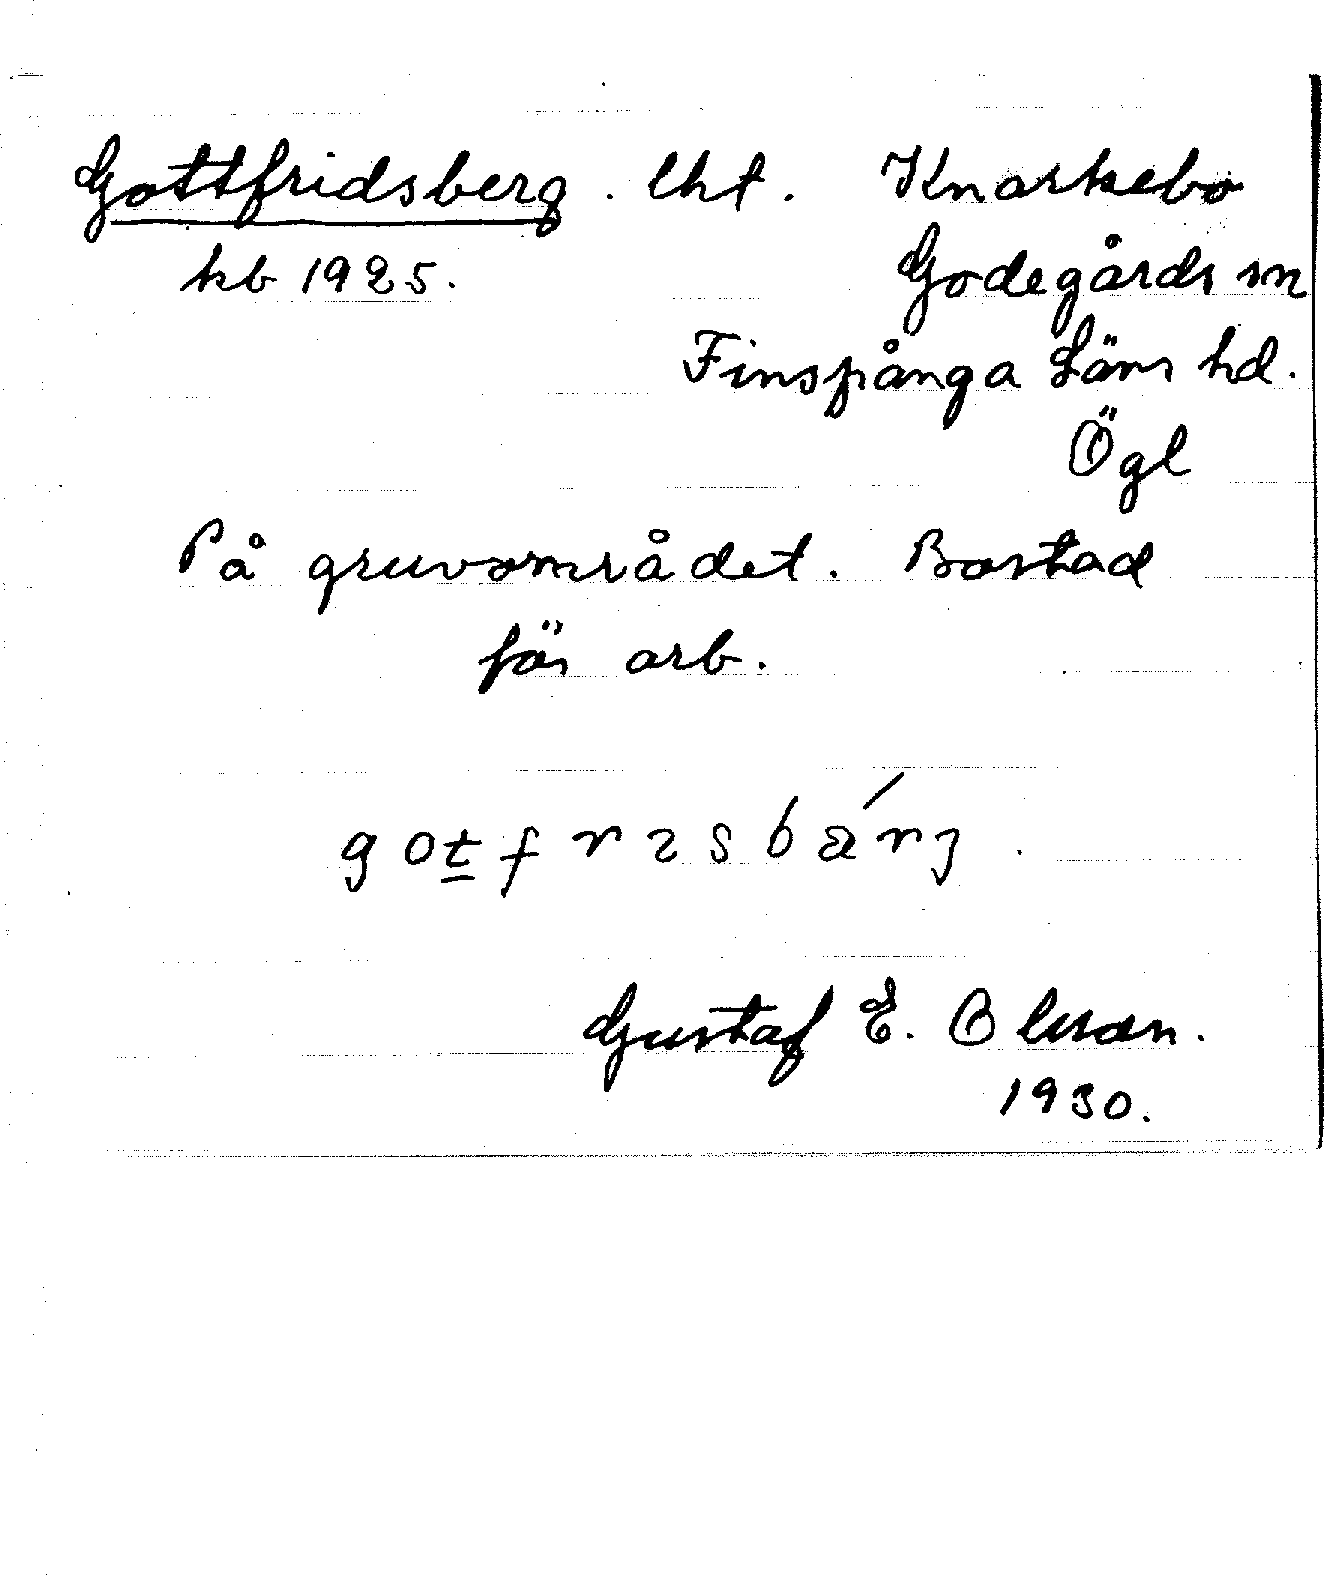 Gottfridsberg. lht. Knarkebo
kb 1925. Godegårds sn
Finspånga Läns hd.
Ögl
På gruvområdet. Bostad
för arb.
gotfrɩsbárj.
Gustaf E. Olsson.
1930.